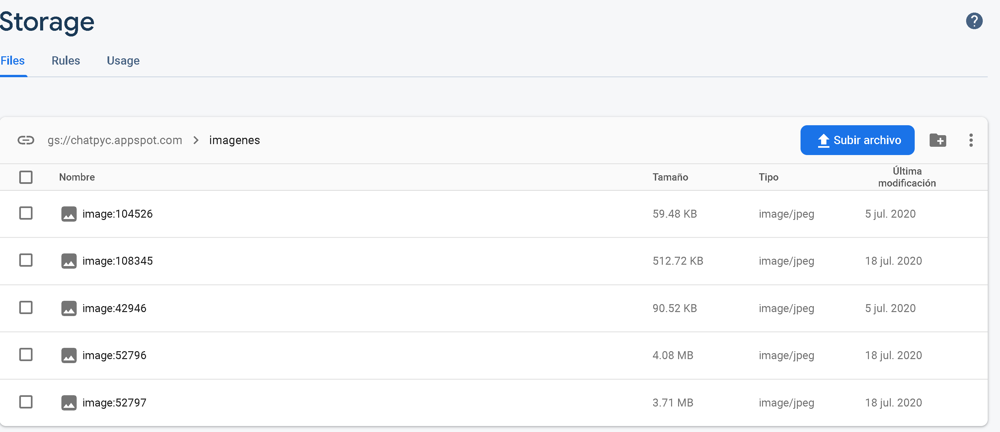 Storage
?
Files Rules Usage
gs://chatpyc.appspot.com > imagenes Subir archivo
Nombre Tamaño Tipo Última modificación
image:104526 59.48 KB image/jpeg 5 jul. 2020
image:108345 512.72 KB image/jpeg 18 jul. 2020
image:42946 90.52 KB image/jpeg 5 jul. 2020
image:52796 4.08 MB image/jpeg 18 jul. 2020
image:52797 3.71 MB image/jpeg 18 jul. 2020